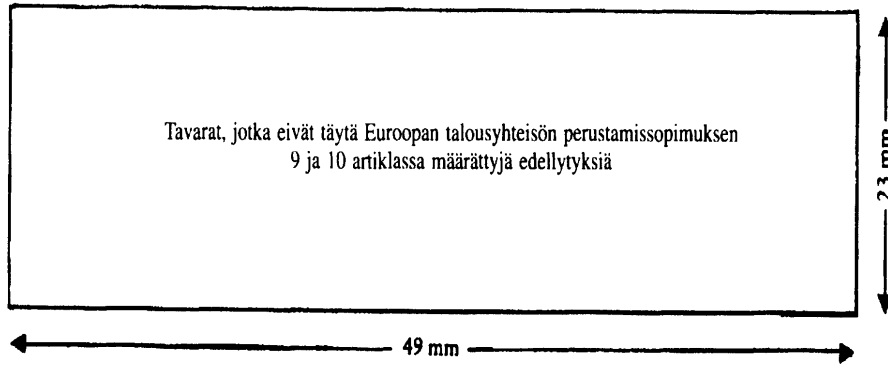 Tavarat, jotka eivät täytä Euroopan talousyhteisön perustamissopimuksen
9 ja 10 artiklassa määrättyjä edellytyksiä
23 mm
49 mm